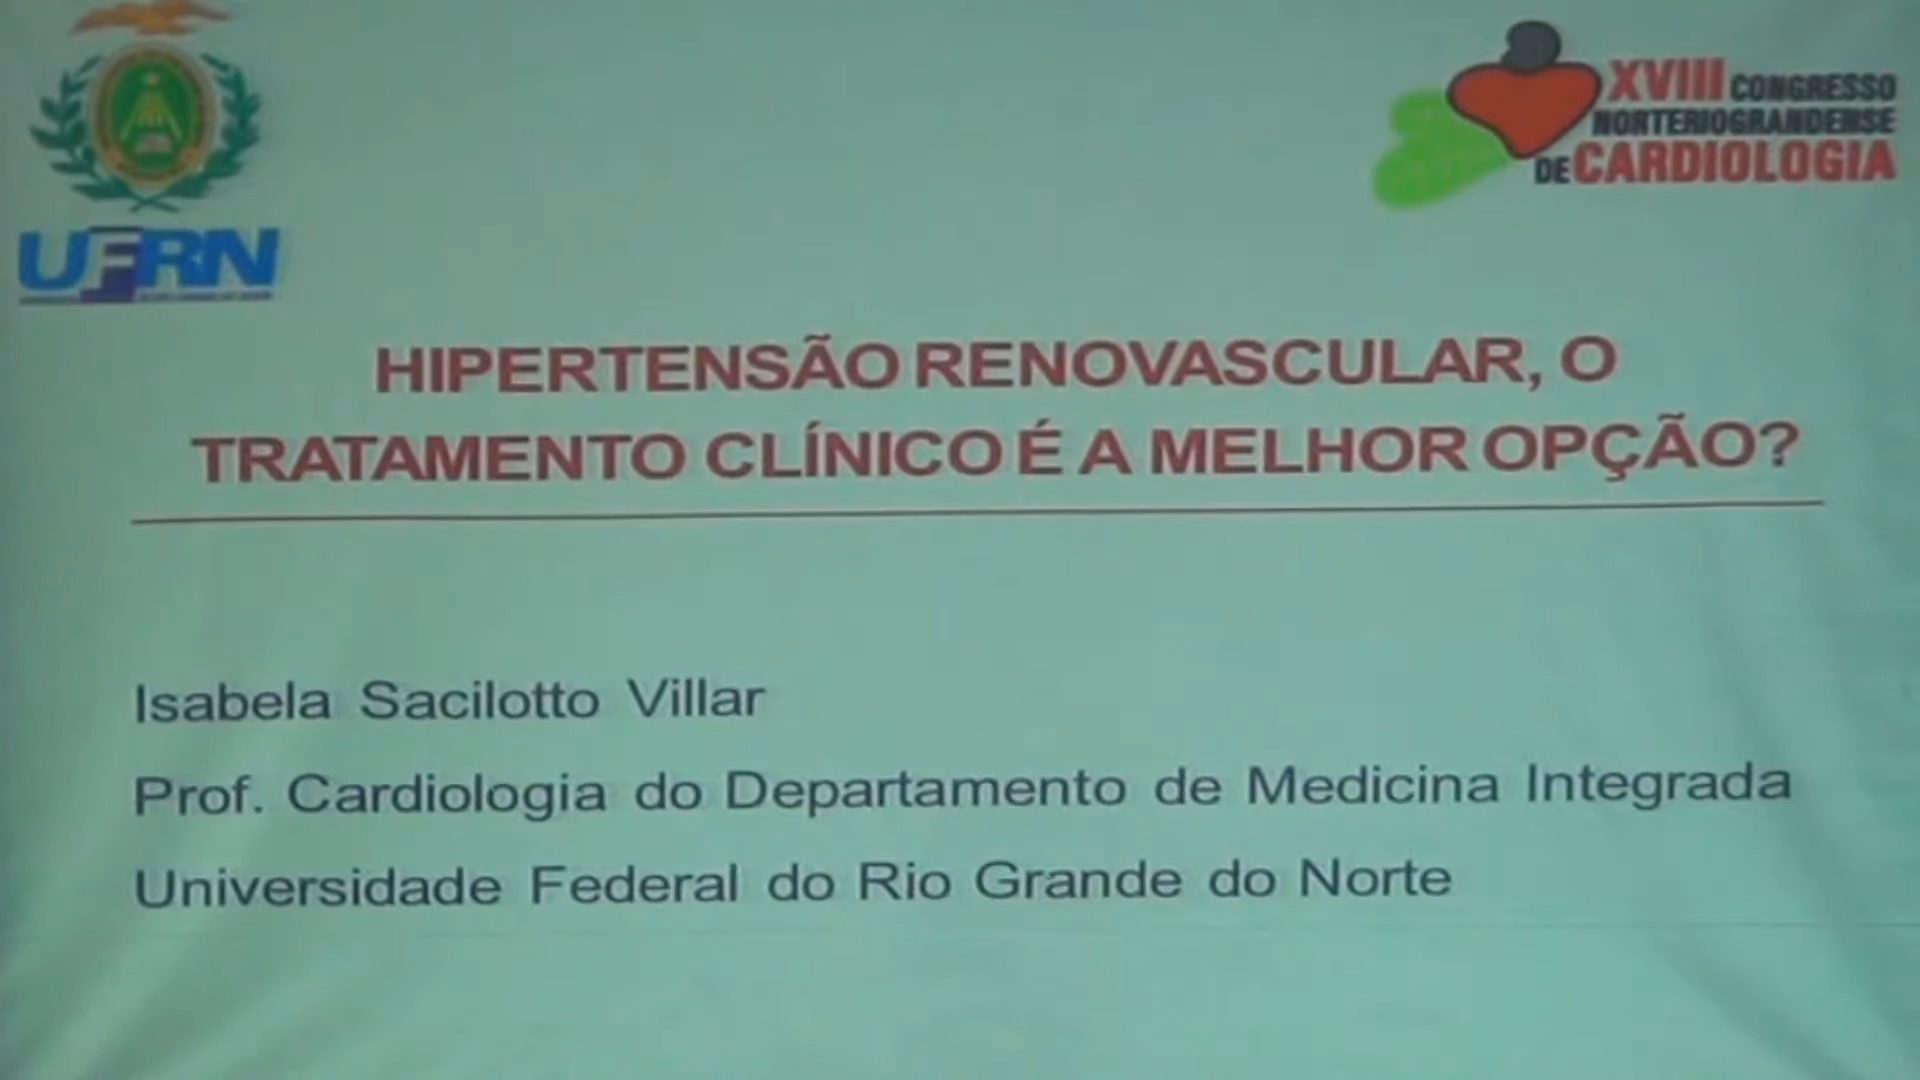 UFRN
XVIII CONGRESSO
NORTERIOGRANDENSE
DE CARDIOLOGIA
HIPERTENSÃO RENOVASCULAR, O
TRATAMENTO CLÍNICO É A MELHOR OPÇÃO?
Isabela Sacilotto Villar
Prof. Cardiologia do Departamento de Medicina Integrada
Universidade Federal do Rio Grande do Norte